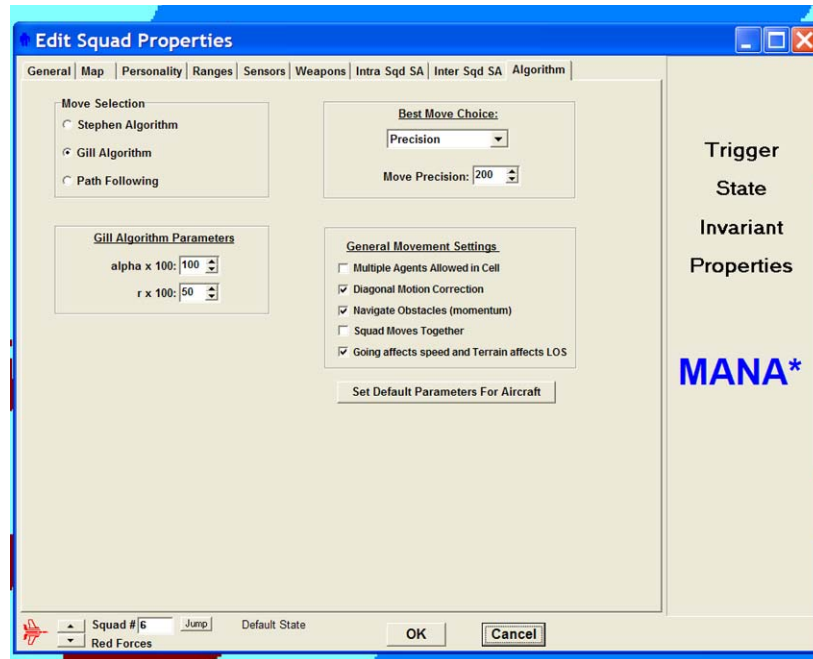 Edit Squad Properties
General Map Personality Ranges Sensors Weapons Intra Sqd SA Inter Sqd SA Algorithm
Move Selection
Stephen Algorithm
Gill Algorithm
Path Following
Best Move Choice:
Precision
Move Precision: 200
Gill Algorithm Parameters
alpha x 100: 100
r x 100: 50
General Movement Settings
Multiple Agents Allowed in Cell
Diagonal Motion Correction
Navigate Obstacles (momentum)
Squad Moves Together
Going affects speed and Terrain affects LOS
Set Default Parameters For Aircraft
Trigger
State
Invariant
Properties
MANA*
Squad # 6 Jump Default State
Red Forces
OK Cancel